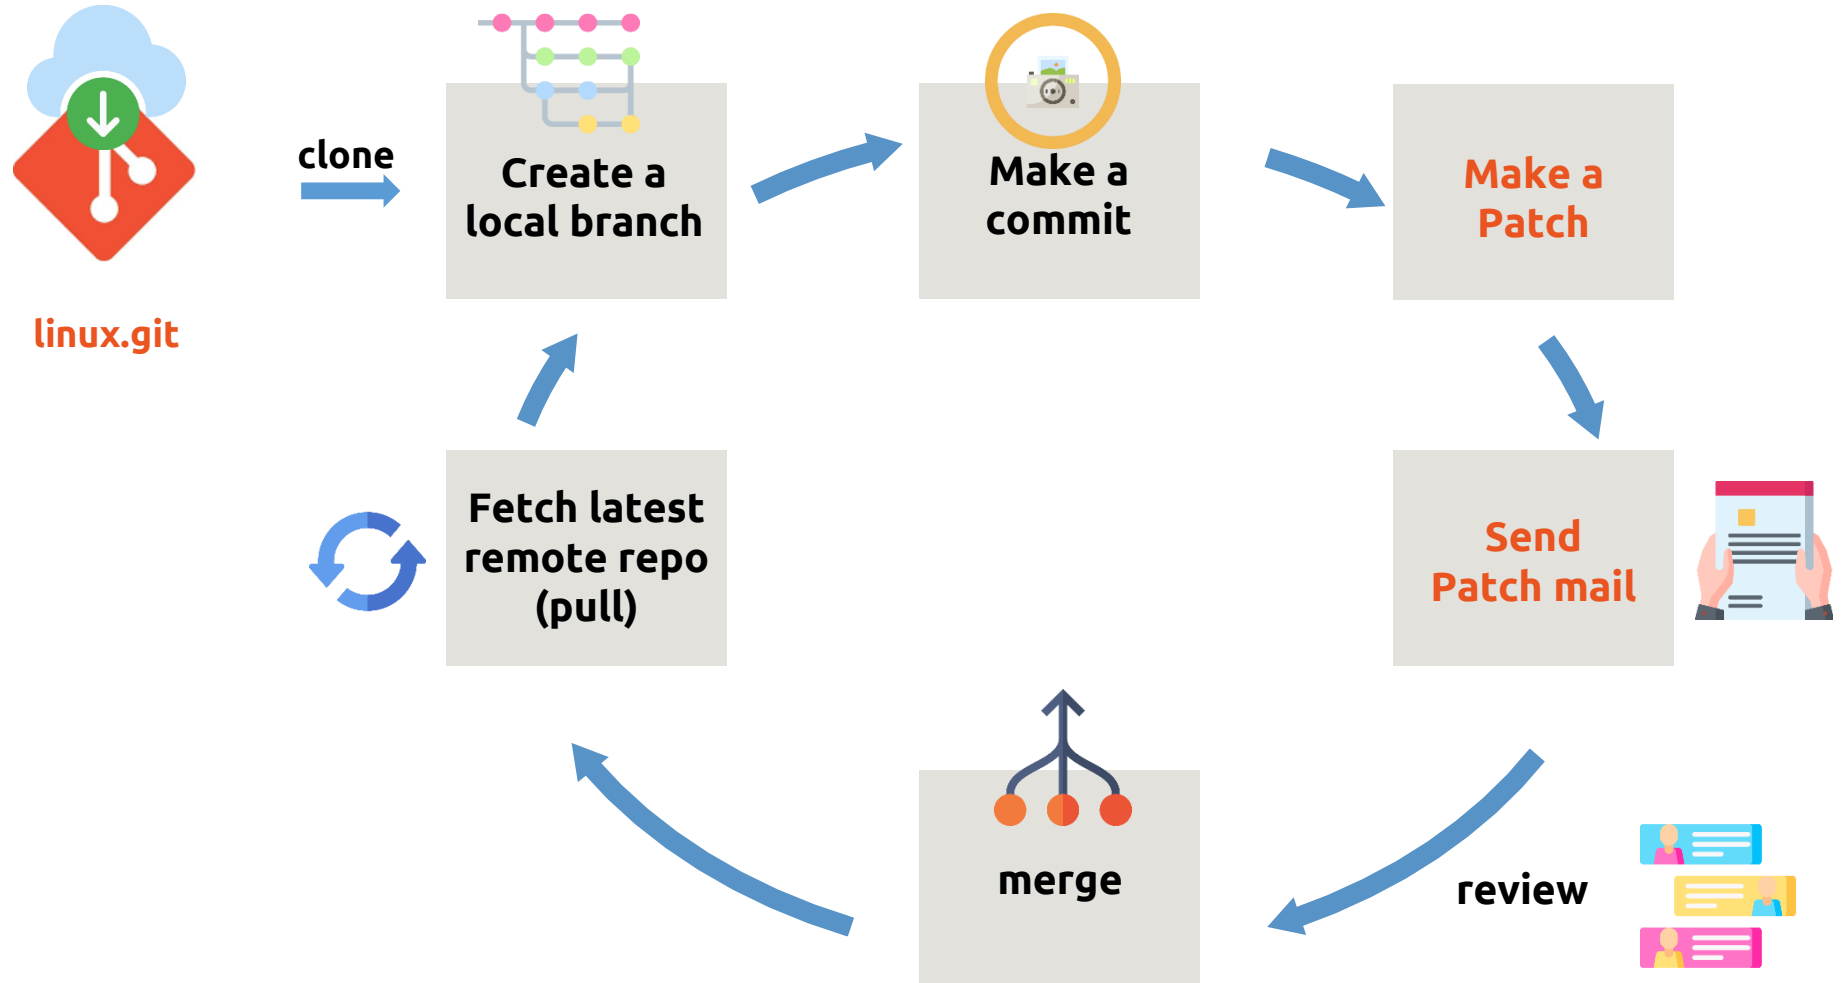 linux.git
clone
Create a
local branch
Make a
commit
Make a
Patch
Send
Patch mail
review
merge
Fetch latest
remote repo
(pull)